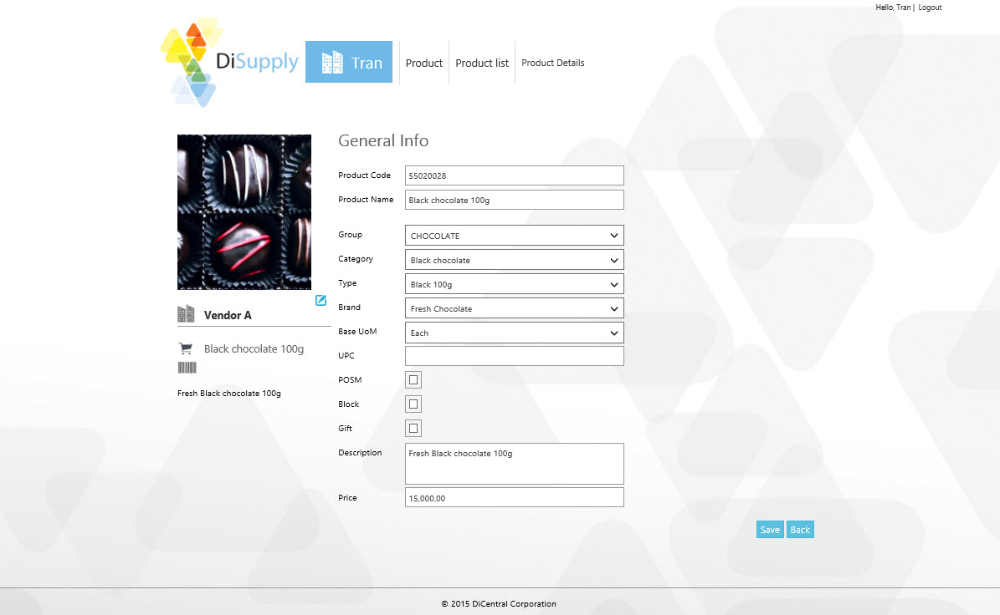 Hello, Tran | Logout
DiSupply
Tran
Product
Product list
Product Details
Vendor A
Black chocolate 100g
Fresh Black chocolate 100g
General Info
Product Code 55020028
Product Name Black chocolate 100g
Group CHOCOLATE
Category Black chocolate
Type Black 100g
Brand Fresh Chocolate
Base UoM Each
UPC
POSM
Block
Gift
Description Fresh Black chocolate 100g
Price 15,000.00
Save Back
© 2015 DiCentral Corporation